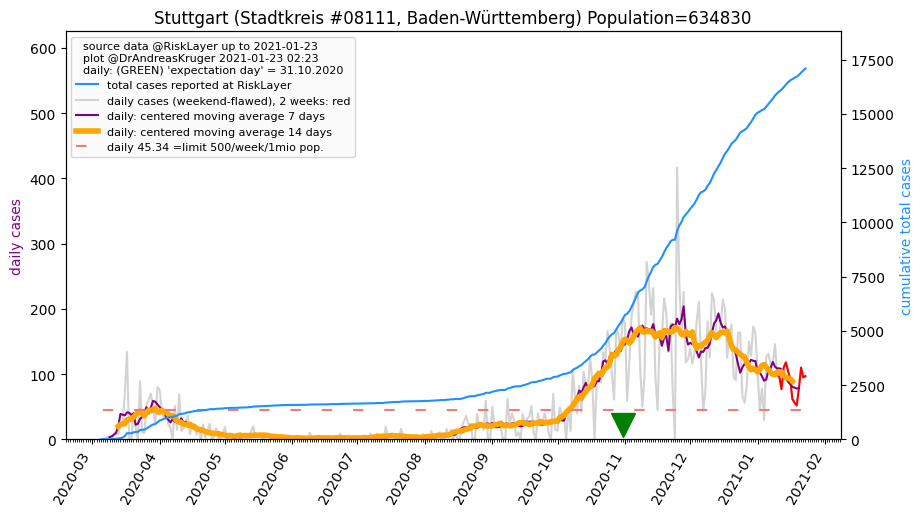 Stuttgart (Stadtkreis #08111, Baden-Württemberg) Population=634830
source data @RiskLayer up to 2021-01-23
plot @DrAndreasKruger 2021-01-23 02:23
daily: (GREEN) 'expectation day' = 31.10.2020
total cases reported at RiskLayer
daily cases (weekend-flawed), 2 weeks: red
daily: centered moving average 7 days
daily: centered moving average 14 days
daily 45.34 =limit 500/week/1mio pop.
daily cases
600
500
400
300
200
100
0
cumulative total cases
17500
15000
12500
10000
7500
5000
2500
0
2020-03
2020-04
2020-05
2020-06
2020-07
2020-08
2020-09
2020-10
2020-11
2020-12
2021-01
2021-02